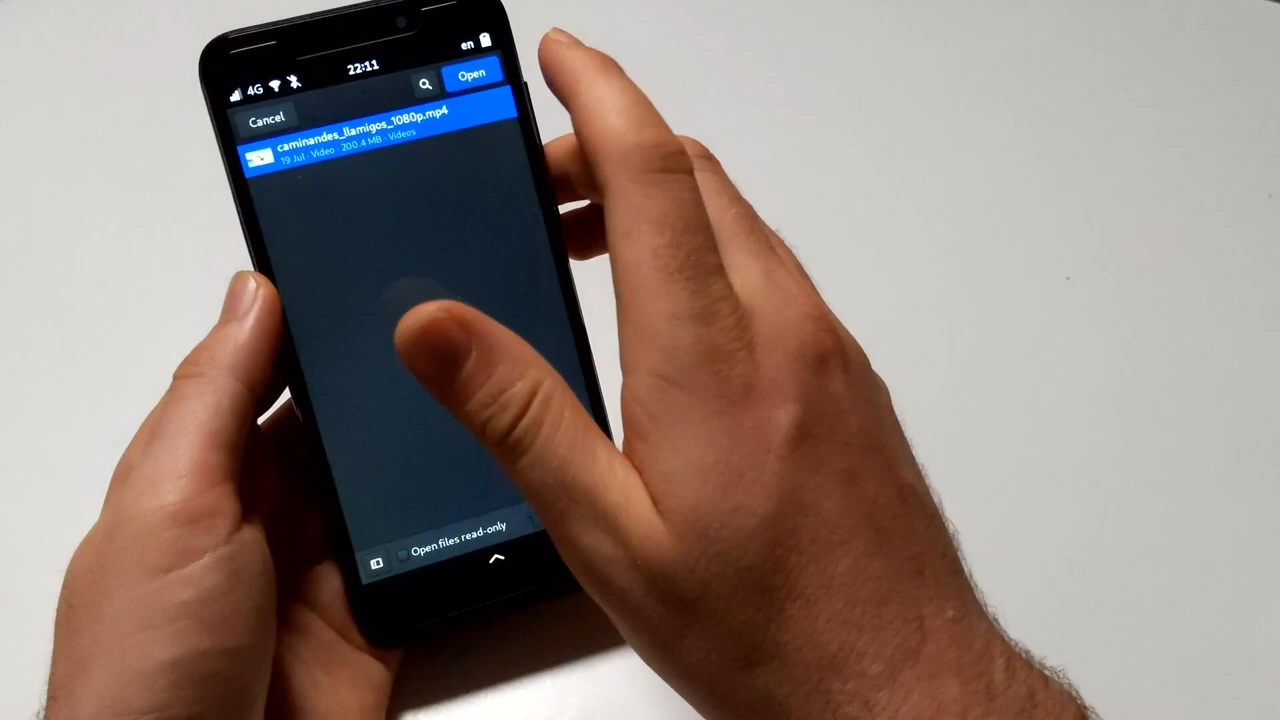 4G 22:11 en
Cancel Open
caminandes_llamigos_1080p.mp4
19 Jul · Video · 200.4 MB · Videos
Open files read-only